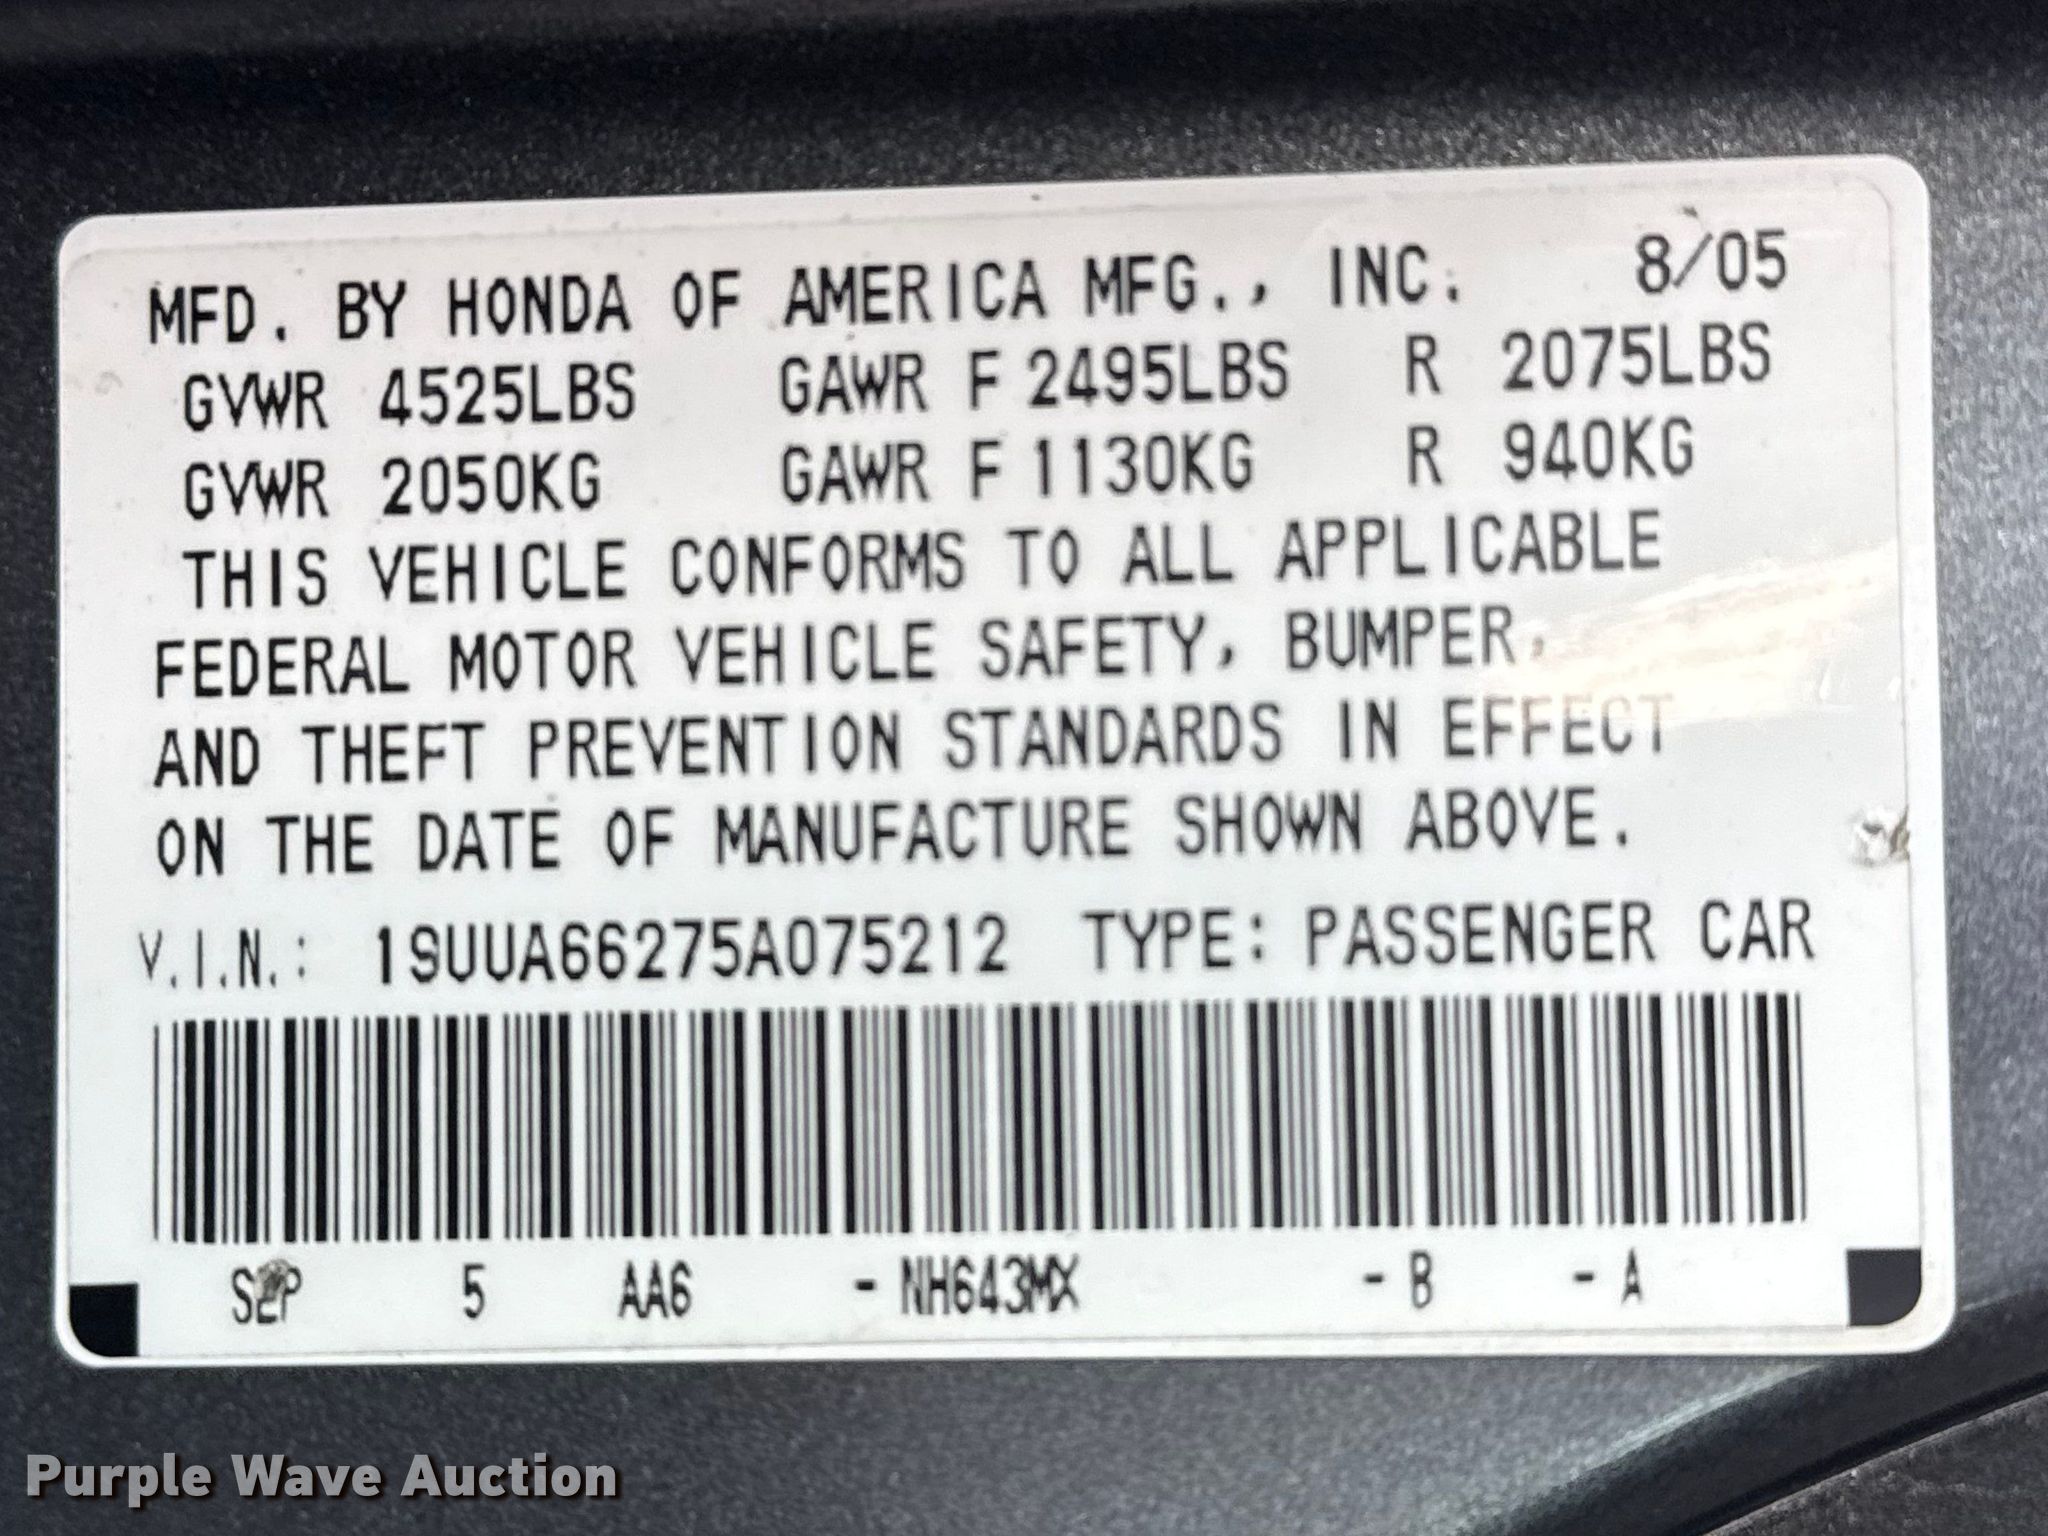 MFD. BY HONDA OF AMERICA MFG., INC. 8/05
GVWR 4525LBS GAWR F 2495LBS R 2075LBS
GVWR 2050KG GAWR F 1130KG R 940KG
THIS VEHICLE CONFORMS TO ALL APPLICABLE
FEDERAL MOTOR VEHICLE SAFETY, BUMPER,
AND THEFT PREVENTION STANDARDS IN EFFECT
ON THE DATE OF MANUFACTURE SHOWN ABOVE.
V.I.N.: 19UUA66275A075212 TYPE: PASSENGER CAR
SEP 5 AA6 - NH643MX - B - A
Purple Wave Auction